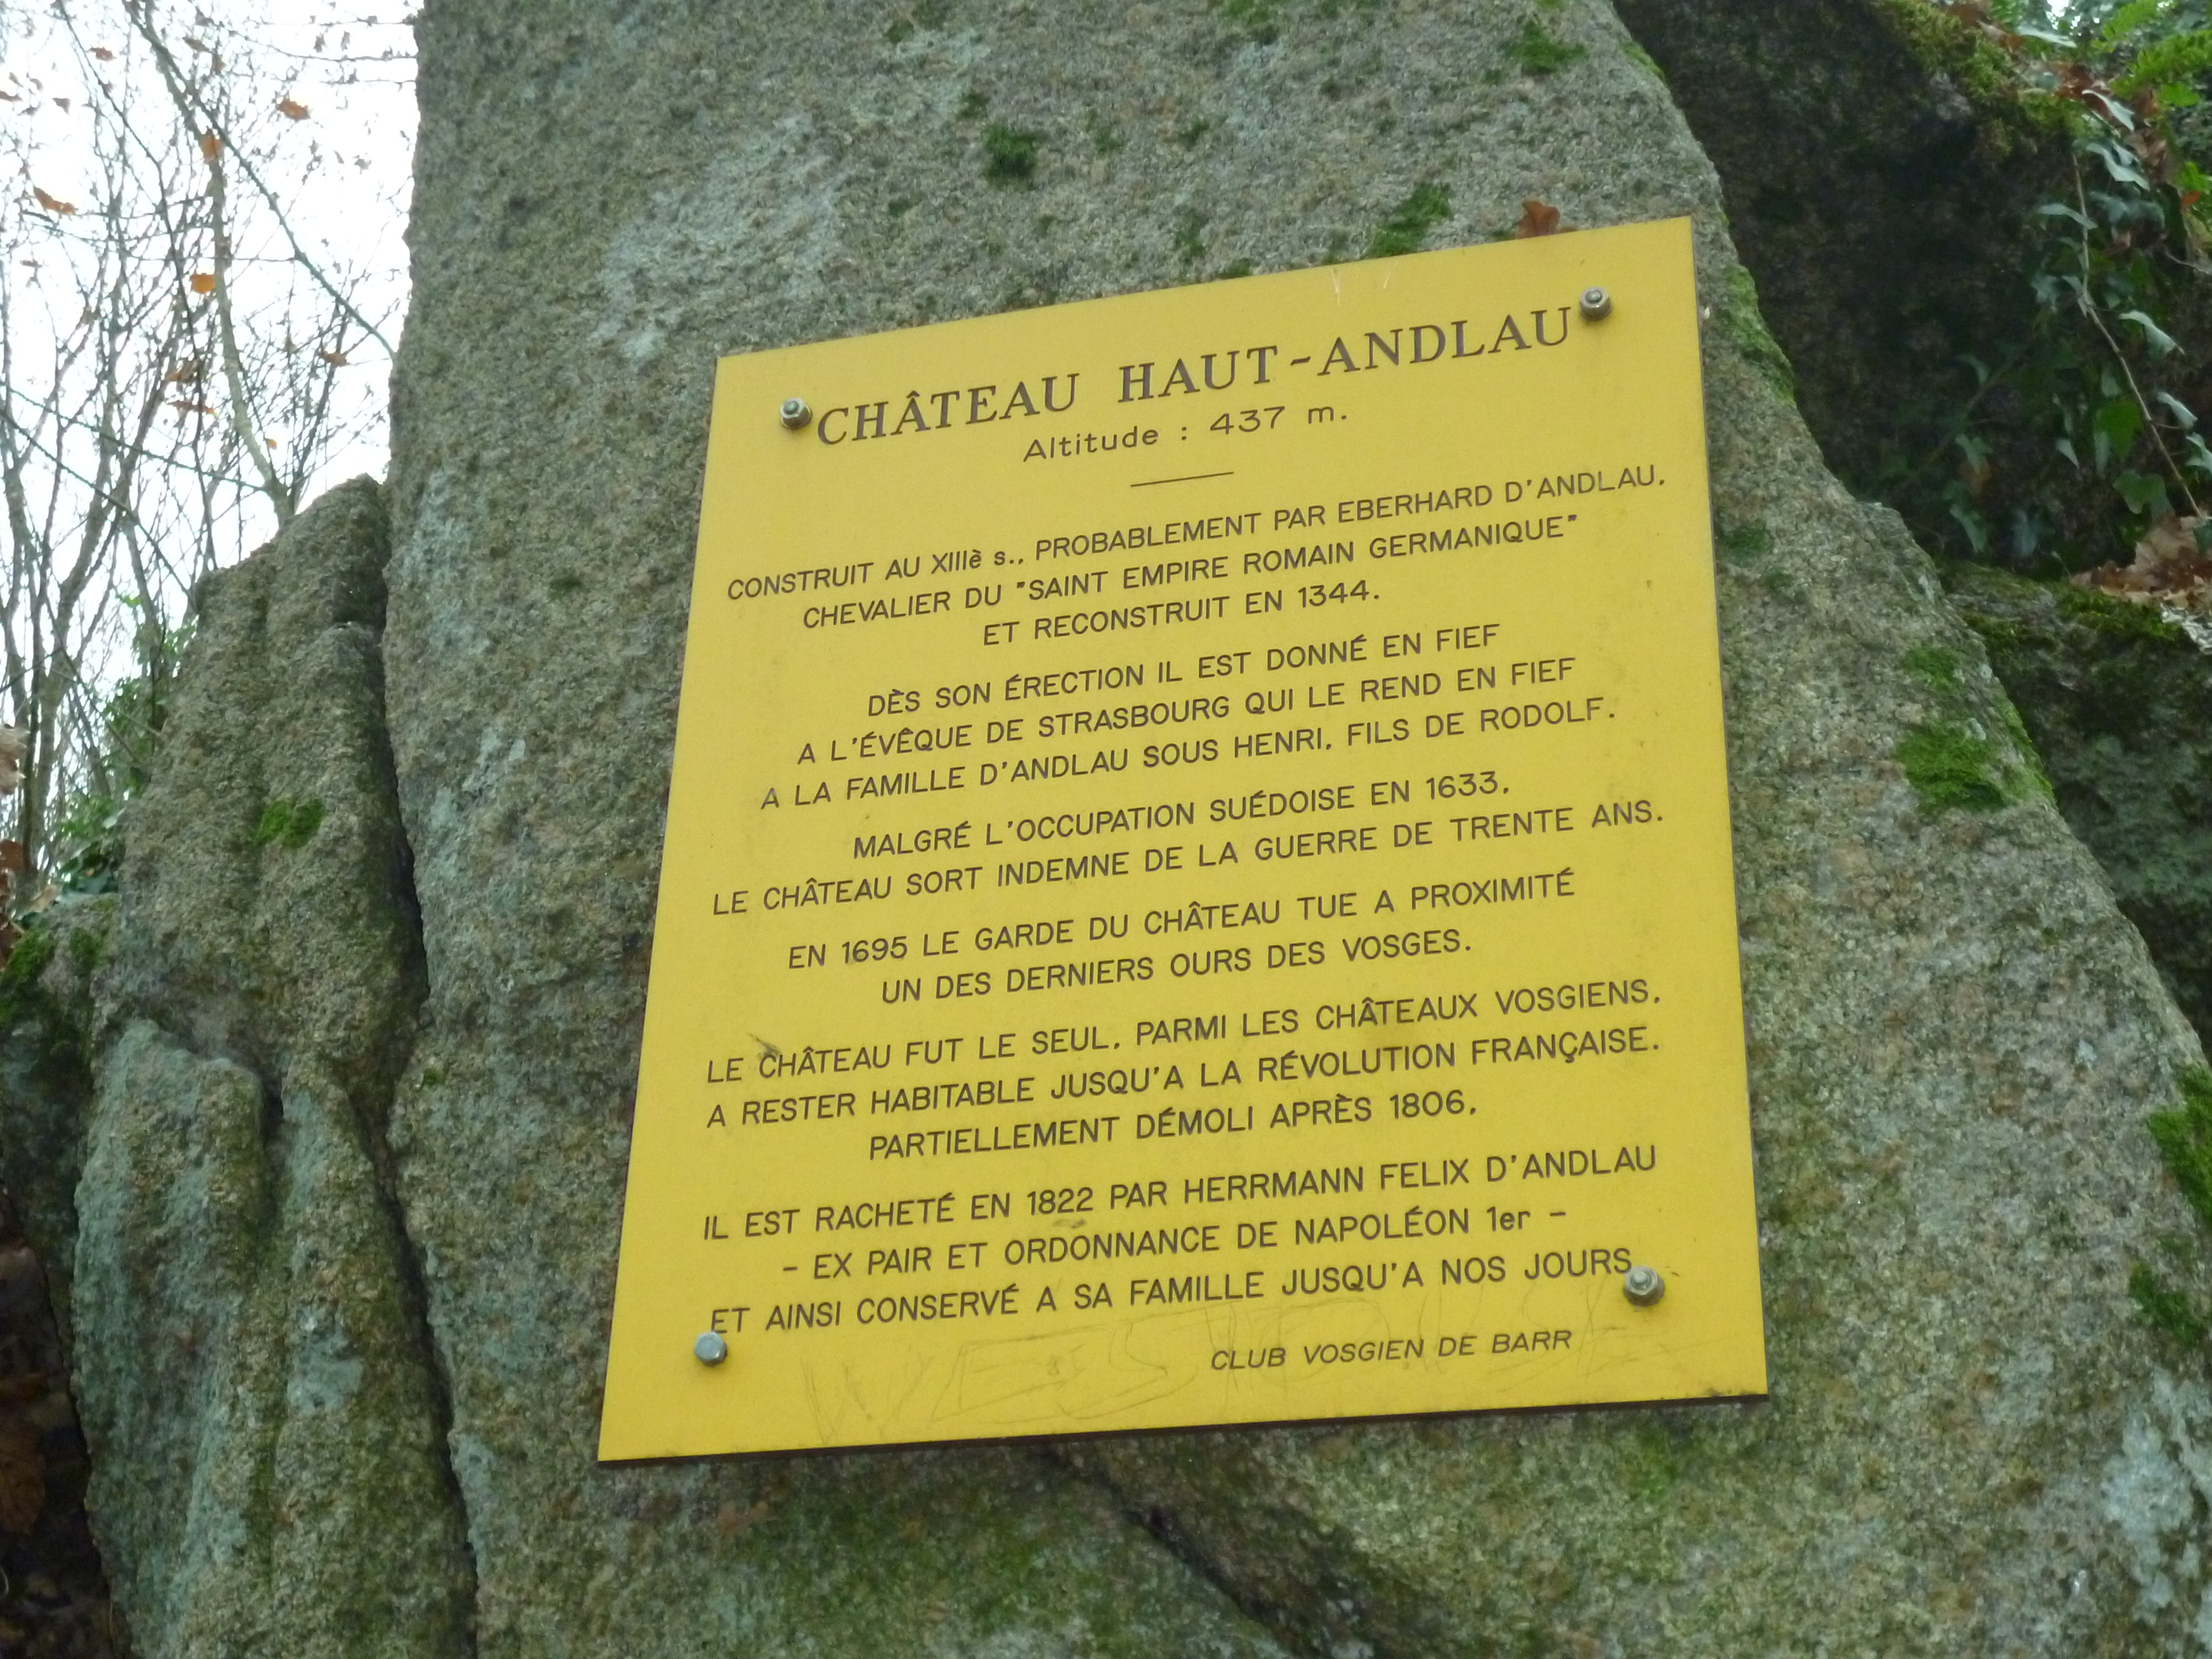 CHÂTEAU HAUT-ANDLAU
Altitude : 437 m.
CONSTRUIT AU XIIIè s., PROBABLEMENT PAR EBERHARD D'ANDLAU,
CHEVALIER DU "SAINT EMPIRE ROMAIN GERMANIQUE"
ET RECONSTRUIT EN 1344.
DÈS SON ÉRECTION IL EST DONNÉ EN FIEF
A L'ÉVÊQUE DE STRASBOURG QUI LE REND EN FIEF
A LA FAMILLE D'ANDLAU SOUS HENRI, FILS DE RODOLF.
MALGRÉ L'OCCUPATION SUÉDOISE EN 1633,
LE CHÂTEAU SORT INDEMNE DE LA GUERRE DE TRENTE ANS.
EN 1695 LE GARDE DU CHÂTEAU TUE A PROXIMITÉ
UN DES DERNIERS OURS DES VOSGES.
LE CHÂTEAU FUT LE SEUL, PARMI LES CHÂTEAUX VOSGIENS,
A RESTER HABITABLE JUSQU'A LA RÉVOLUTION FRANÇAISE.
PARTIELLEMENT DÉMOLI APRÈS 1806,
IL EST RACHETÉ EN 1822 PAR HERRMANN FELIX D'ANDLAU
- EX PAIR ET ORDONNANCE DE NAPOLÉON 1er -
ET AINSI CONSERVÉ A SA FAMILLE JUSQU'A NOS JOURS
CLUB VOSGIEN DE BARR